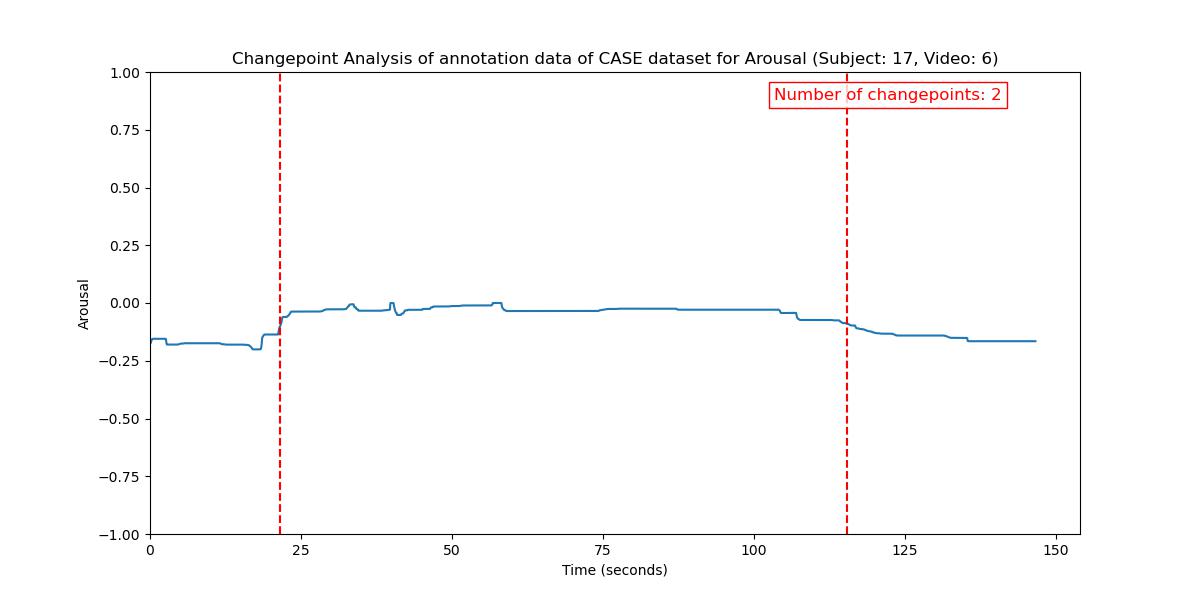 Changepoint Analysis of annotation data of CASE dataset for Arousal (Subject: 17, Video: 6)
Number of changepoints: 2
Arousal
1.00
0.75
0.50
0.25
0.00
−0.25
−0.50
−0.75
−1.00
0 25 50 75 100 125 150
Time (seconds)